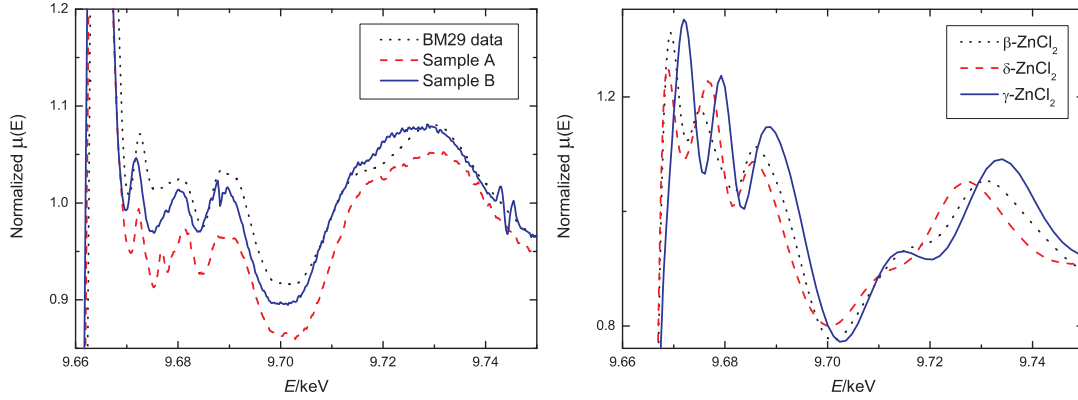 1.2
1.1
1.0
0.9
Normalized μ(E)
BM29 data
Sample A
Sample B
9.66
9.68
9.70
9.72
9.74
E/keV
1.2
0.8
Normalized μ(E)
β-ZnCl₂
δ-ZnCl₂
γ-ZnCl₂
9.66
9.68
9.70
9.72
9.74
E/keV